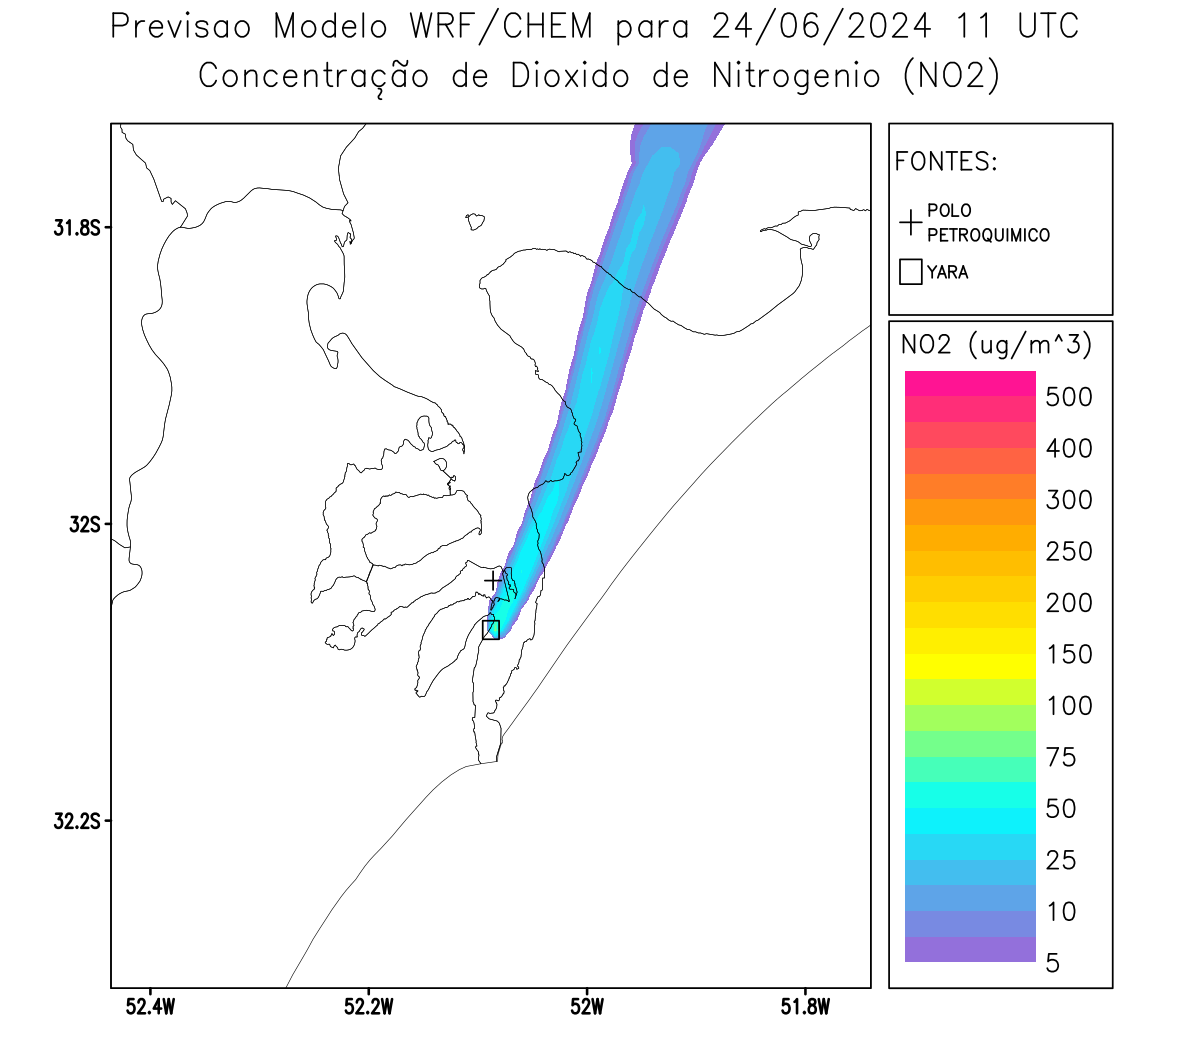 Previsao Modelo WRF/CHEM para 24/06/2024 11 UTC
Concentração de Dioxido de Nitrogenio (NO2)
FONTES:
POLO
PETROQUIMICO
YARA
NO2 (ug/m^3)
500
400
300
250
200
150
100
75
50
25
10
5
31.8S
32S
32.2S
52.4W
52.2W
52W
51.8W